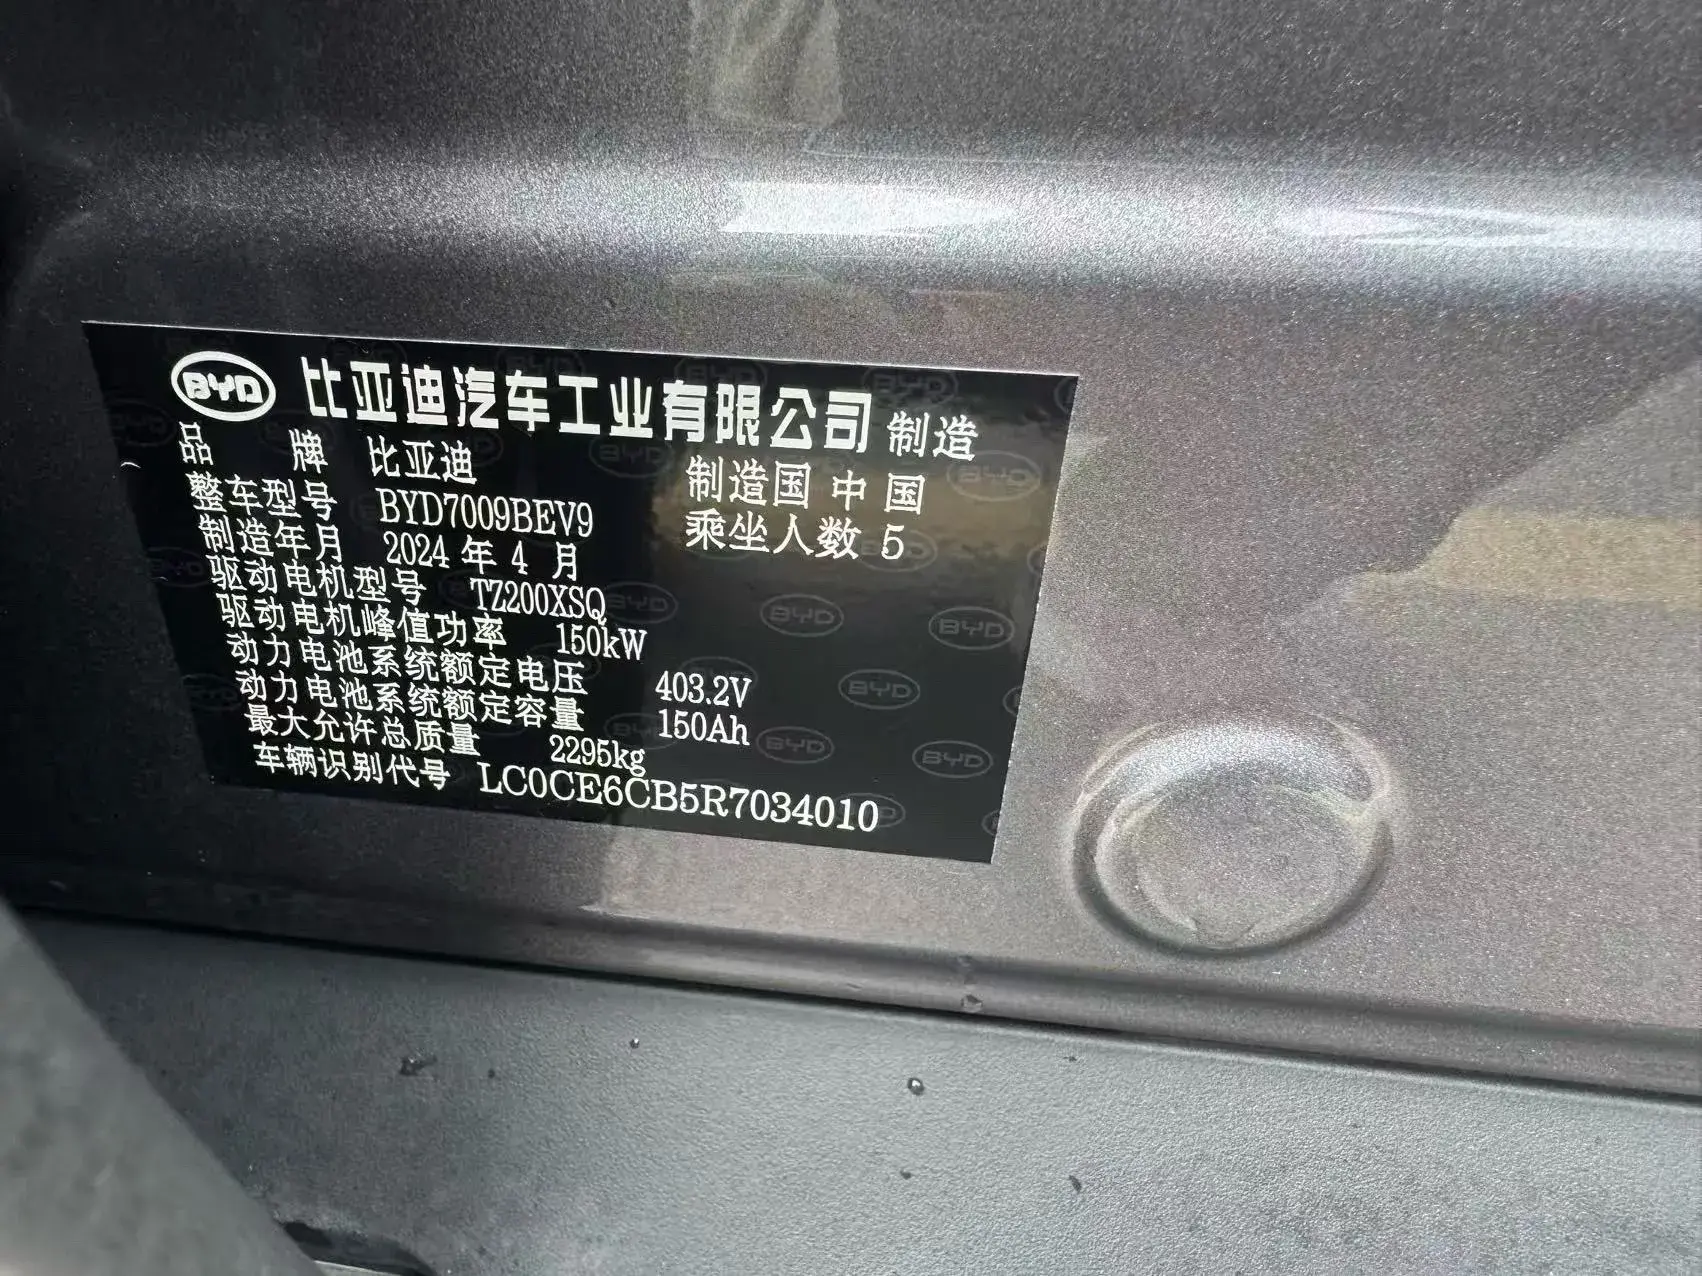 BYD 比亚迪汽车工业有限公司 制造
品 牌 比亚迪 制造国 中国
整车型号 BYD7009BEV9 乘坐人数 5
制造年月 2024 年 4 月
驱动电机型号 TZ200XSQ
驱动电机峰值功率 150kW
动力电池系统额定电压 403.2V
动力电池系统额定容量 150Ah
最大允许总质量 2295kg
车辆识别代号 LC0CE6CB5R7034010